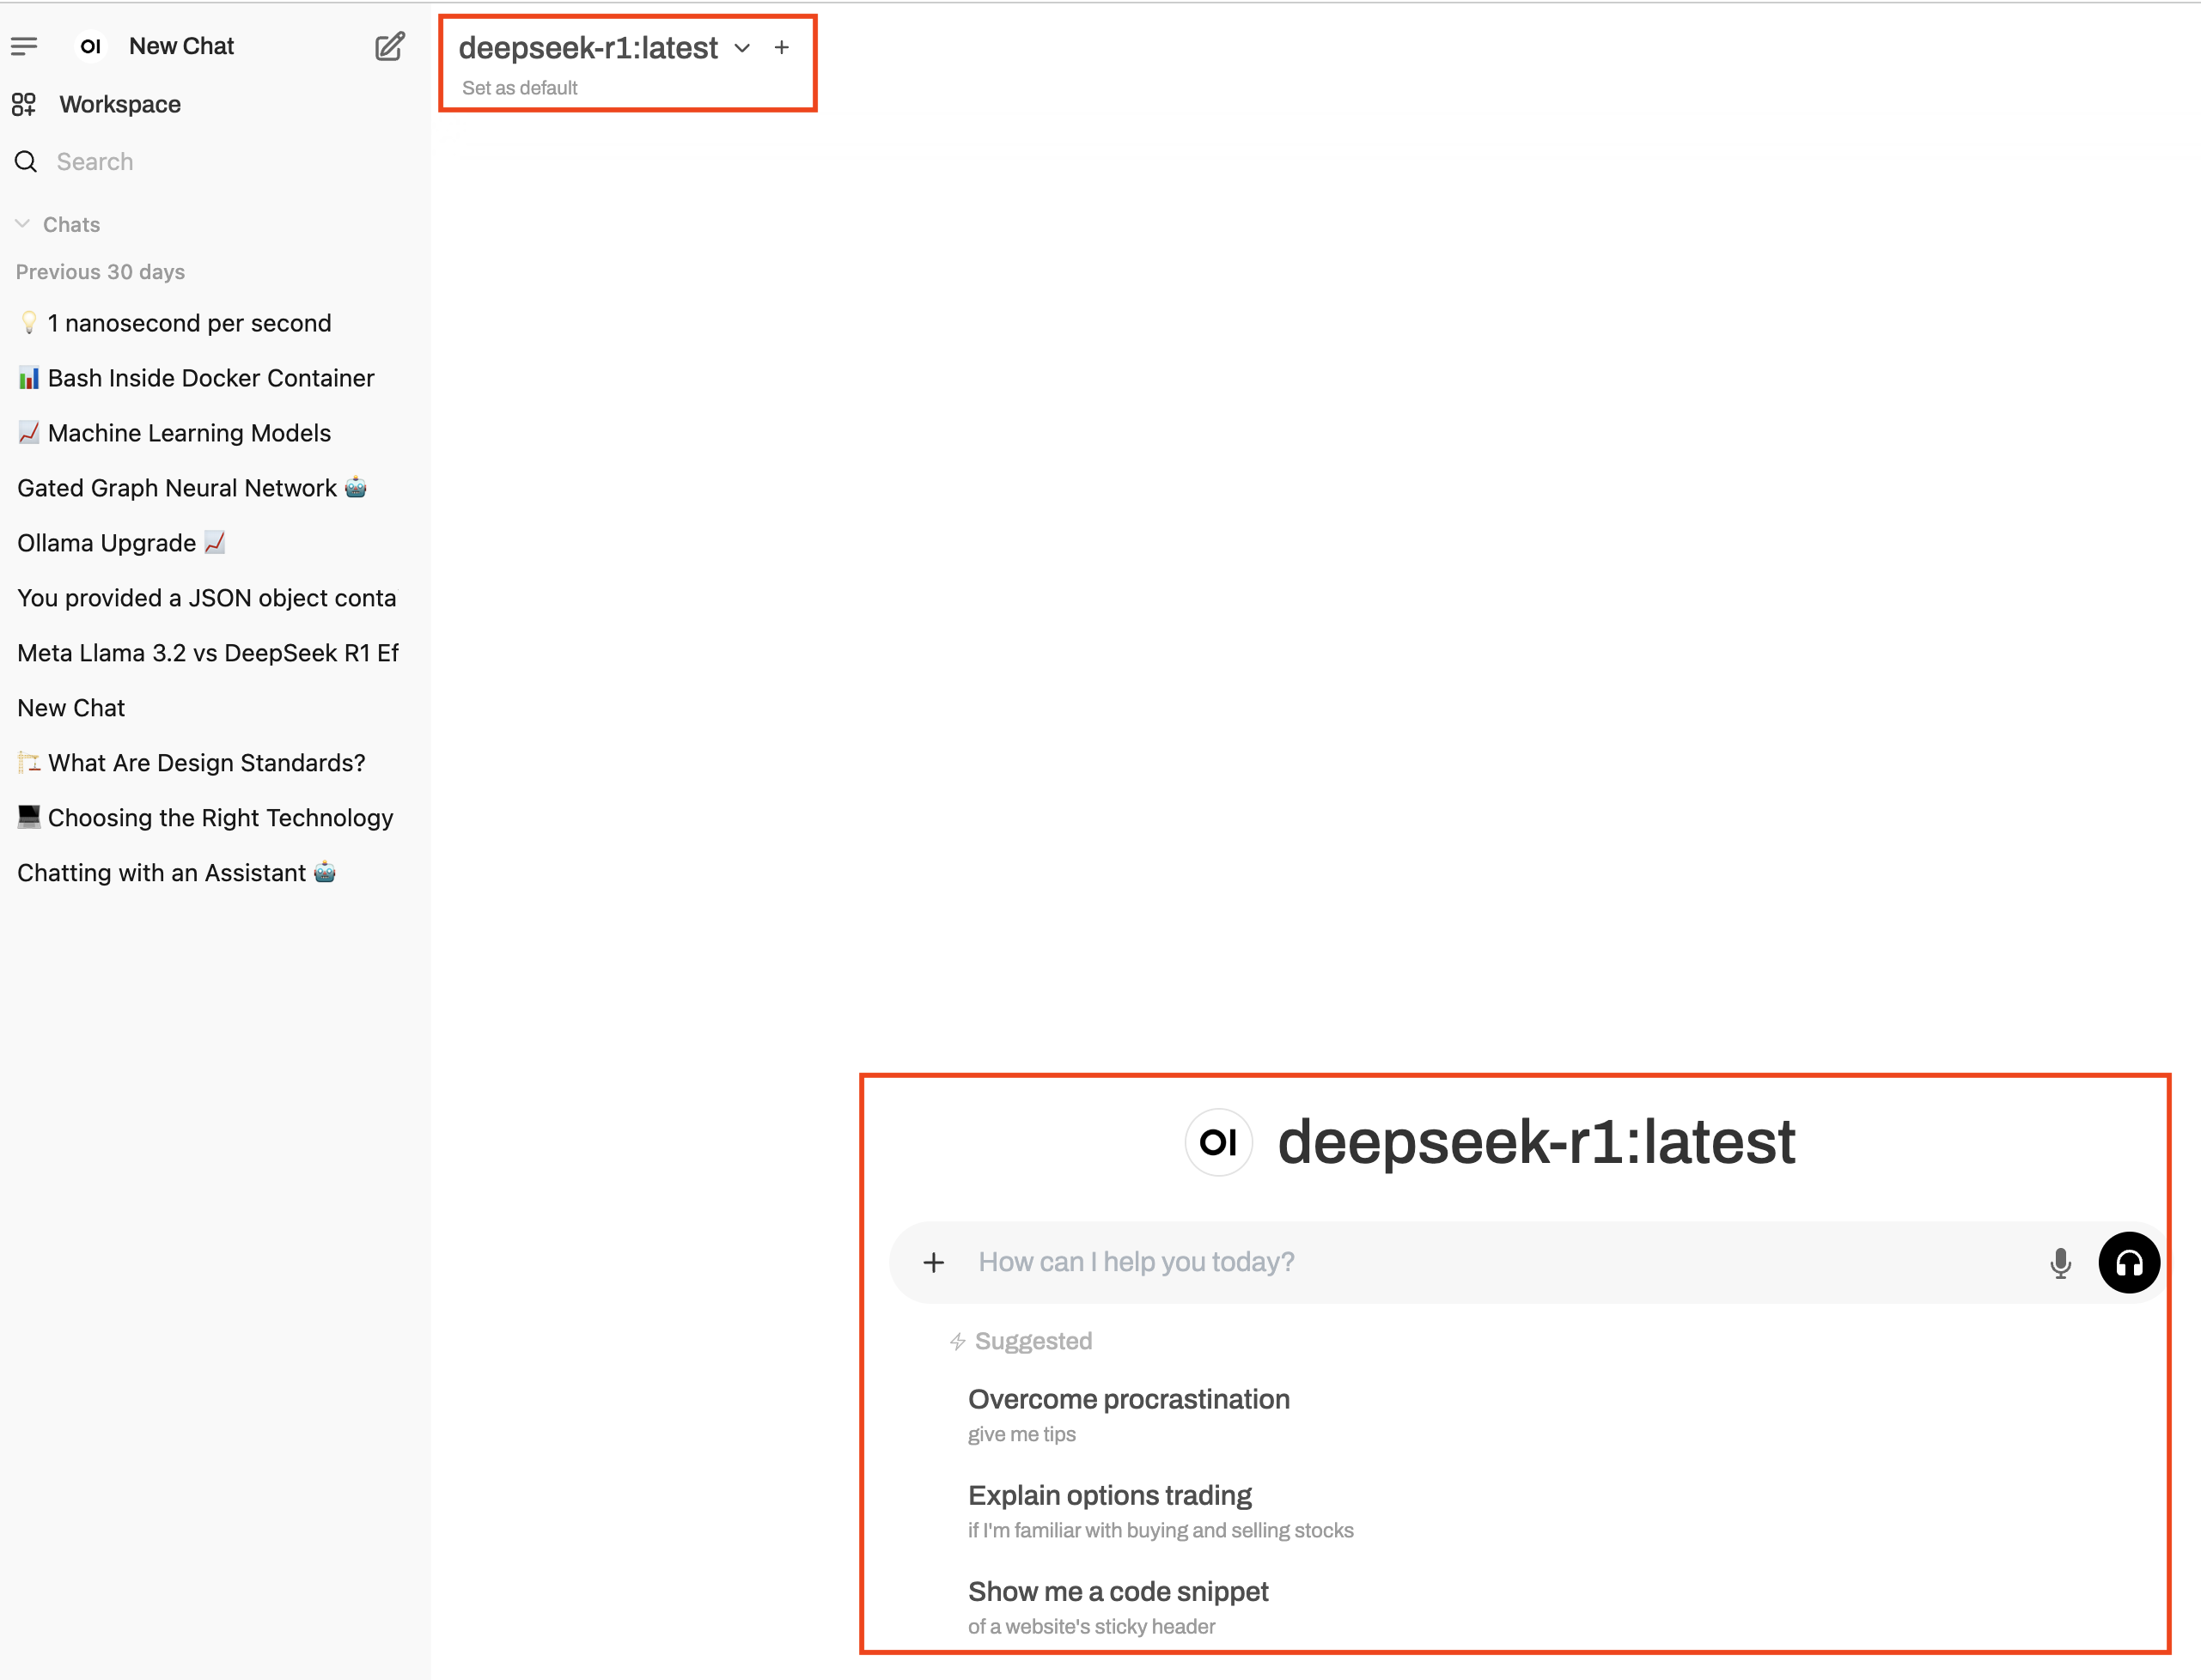 OI New Chat
Workspace
Search
Chats
Previous 30 days
💡 1 nanosecond per second
📊 Bash Inside Docker Container
📈 Machine Learning Models
Gated Graph Neural Network 🤖
Ollama Upgrade 📈
You provided a JSON object conta
Meta Llama 3.2 vs DeepSeek R1 Ef
New Chat
🏗️ What Are Design Standards?
💻 Choosing the Right Technology
Chatting with an Assistant 🤖
deepseek-r1:latest
Set as default
OI deepseek-r1:latest
How can I help you today?
Suggested
Overcome procrastination
give me tips
Explain options trading
if I'm familiar with buying and selling stocks
Show me a code snippet
of a website's sticky header